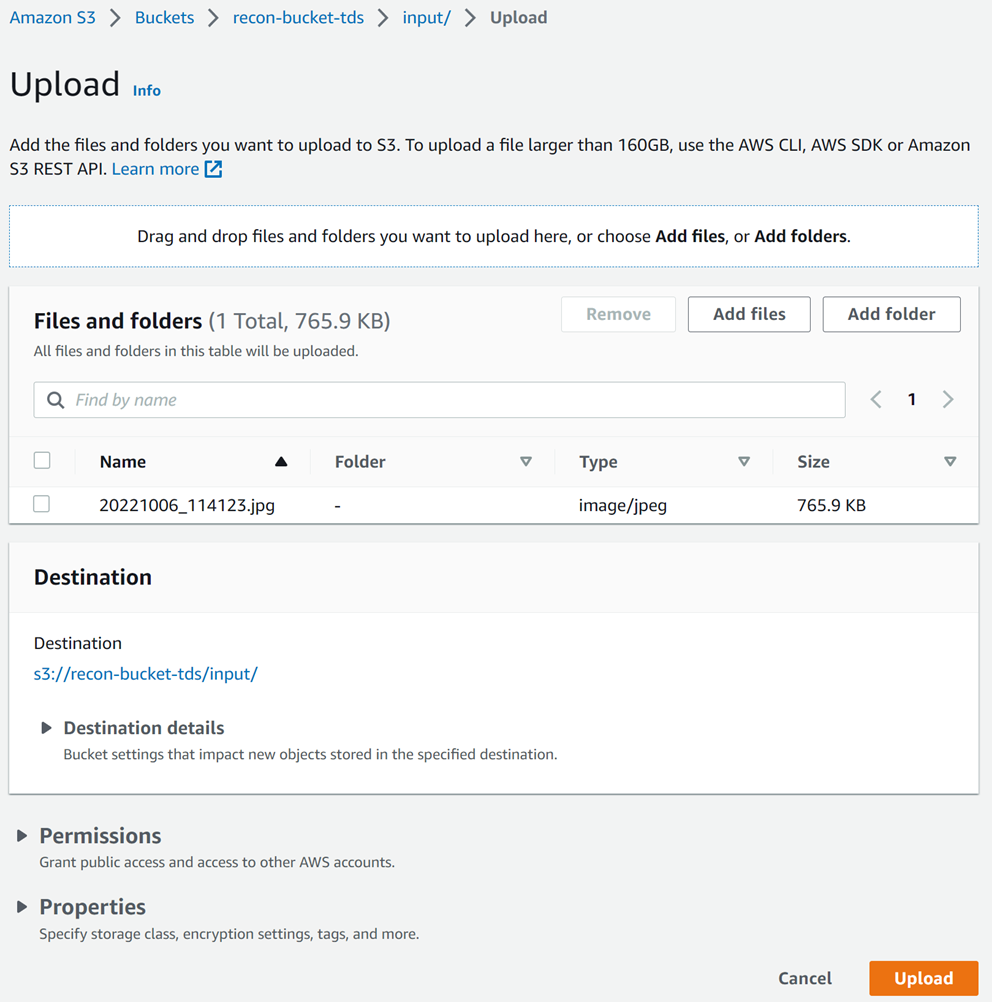 Amazon S3 > Buckets > recon-bucket-tds > input/ > Upload
Upload Info
Add the files and folders you want to upload to S3. To upload a file larger than 160GB, use the AWS CLI, AWS SDK or Amazon
S3 REST API. Learn more
Drag and drop files and folders you want to upload here, or choose Add files, or Add folders.
Files and folders (1 Total, 765.9 KB)
Remove Add files Add folder
All files and folders in this table will be uploaded.
Find by name
1
Name Folder Type Size
20221006_114123.jpg - image/jpeg 765.9 KB
Destination
Destination
s3://recon-bucket-tds/input/
Destination details
Bucket settings that impact new objects stored in the specified destination.
Permissions
Grant public access and access to other AWS accounts.
Properties
Specify storage class, encryption settings, tags, and more.
Cancel Upload